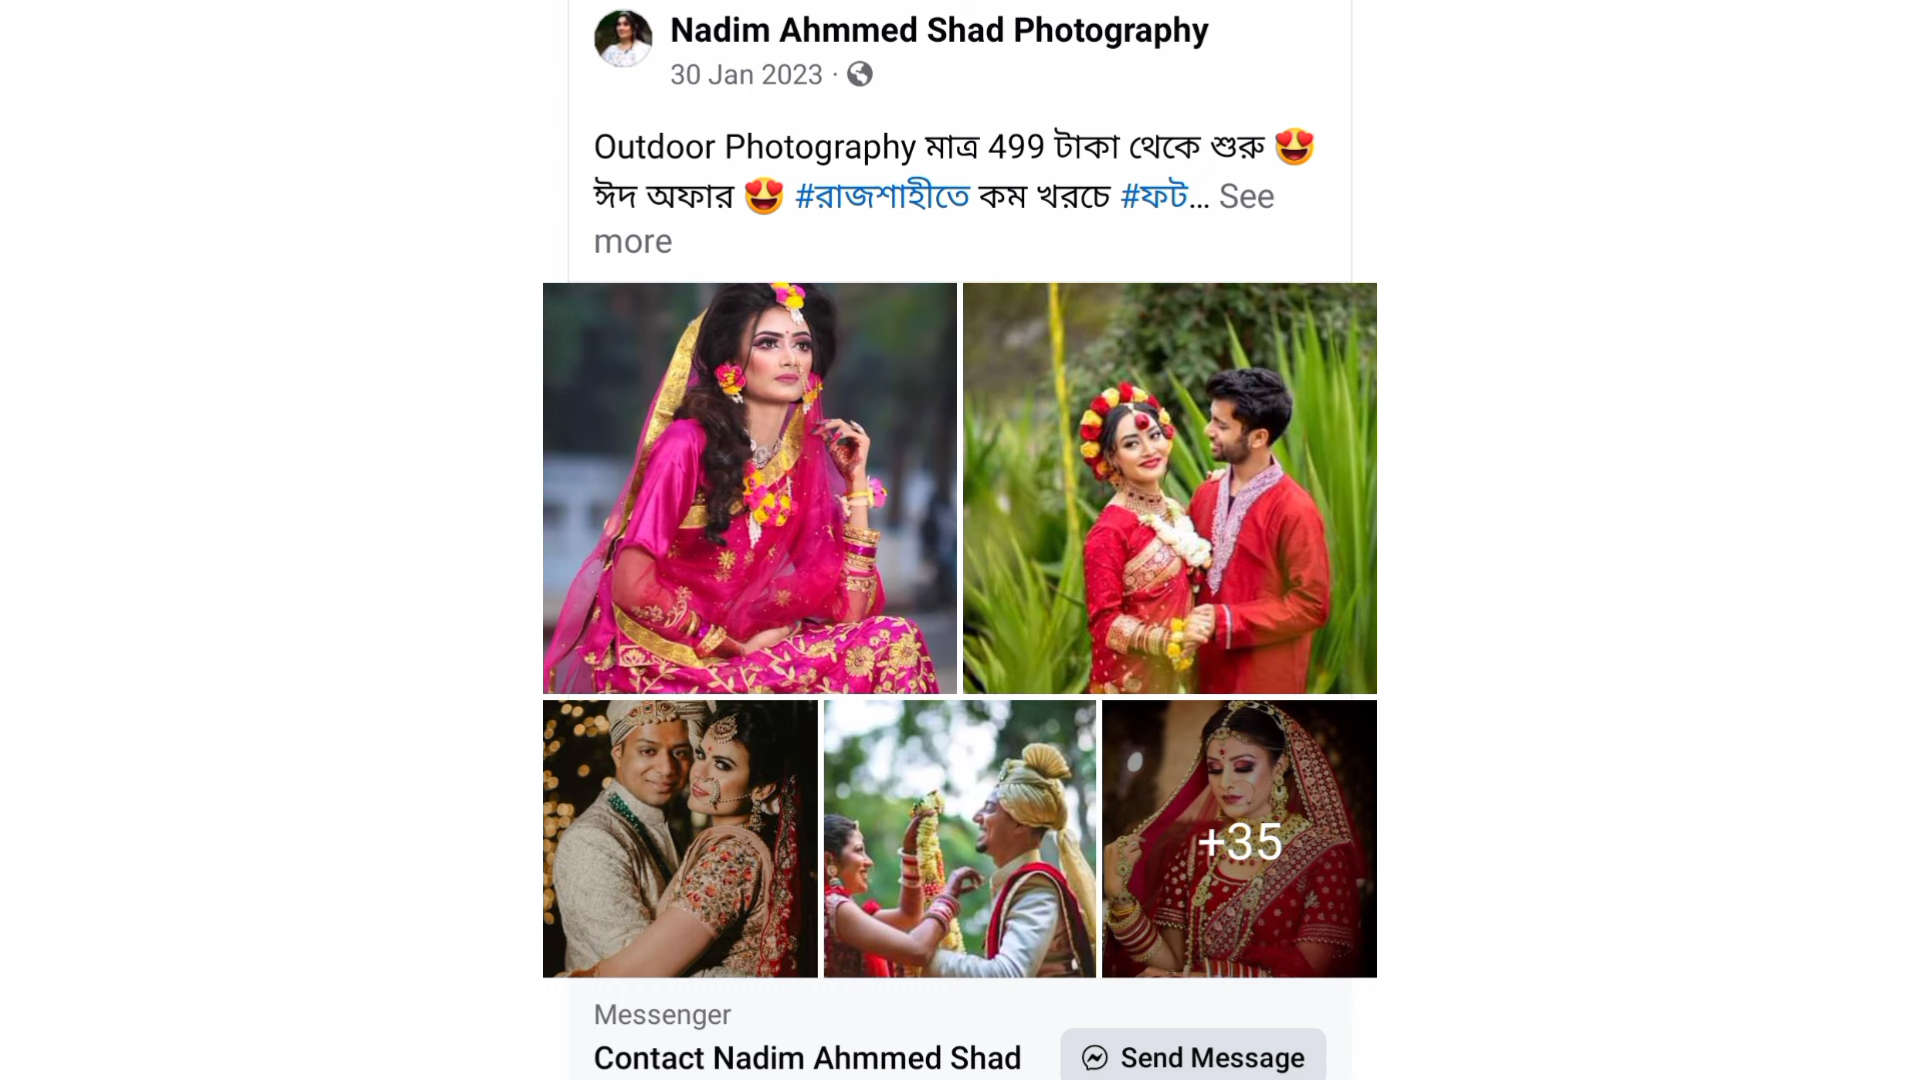 Nadim Ahmmed Shad Photography
30 Jan 2023 ·
Outdoor Photography মাত্র 499 টাকা থেকে শুরু 😍
ঈদ অফার 😍 #রাজশাহীতে কম খরচে #ফট... See
more
+35
Messenger
Contact Nadim Ahmmed Shad
Send Message